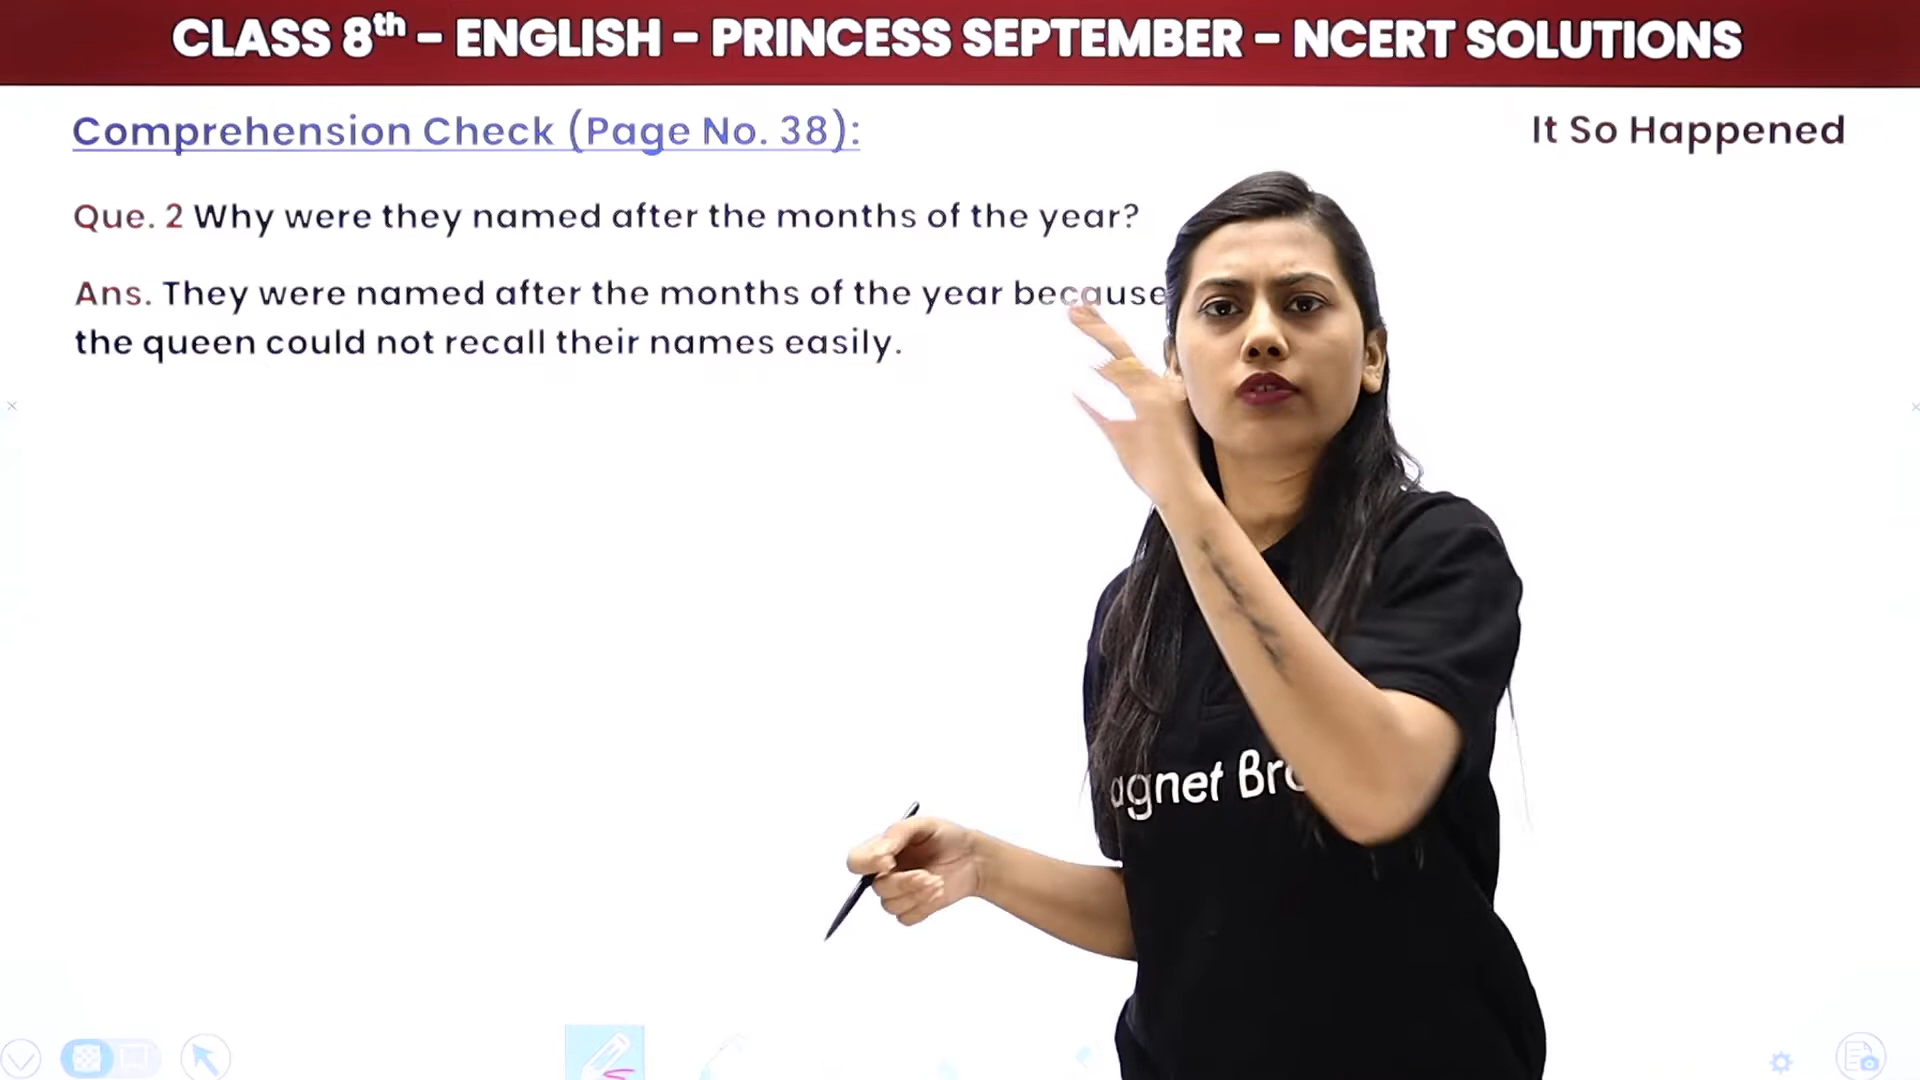 CLASS 8th – ENGLISH – PRINCESS SEPTEMBER – NCERT SOLUTIONS
Comprehension Check (Page No. 38):
It So Happened
Que. 2 Why were they named after the months of the year?
Ans. They were named after the months of the year because
the queen could not recall their names easily.
agnet Br